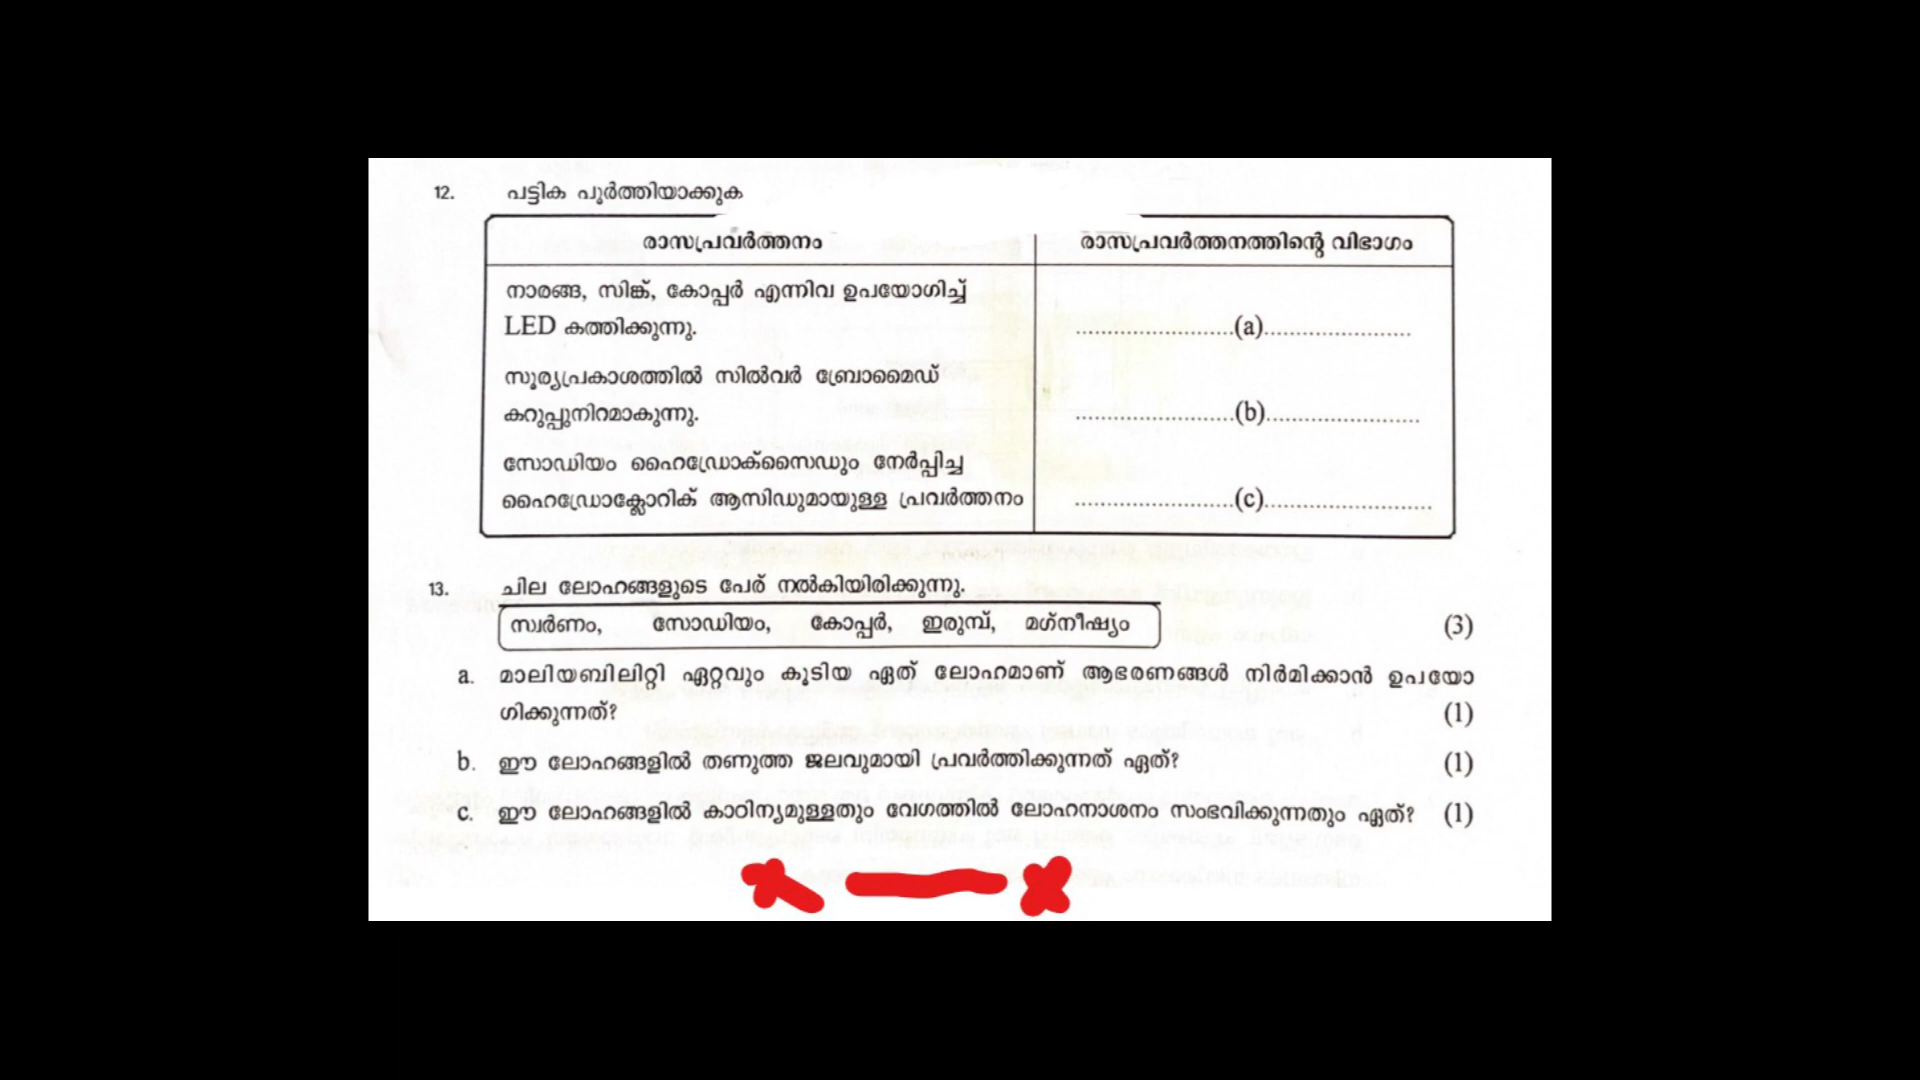 12. പട്ടിക പൂർത്തിയാക്കുക
രാസപ്രവർത്തനം രാസപ്രവർത്തനത്തിന്റെ വിഭാഗം
നാരങ്ങ, സിങ്ക്, കോപ്പർ എന്നിവ ഉപയോഗിച്ച്
LED കത്തിക്കുന്നു. ........................(a)......................
സൂര്യപ്രകാശത്തിൽ സിൽവർ ബ്രോമൈഡ്
കറുപ്പുനിറമാകുന്നു. ........................(b)......................
സോഡിയം ഹൈഡ്രോക്സൈഡും നേർപ്പിച്ച
ഹൈഡ്രോക്ലോറിക് ആസിഡുമായുള്ള പ്രവർത്തനം ........................(c)......................
13. ചില ലോഹങ്ങളുടെ പേര് നൽകിയിരിക്കുന്നു.
സ്വർണം, സോഡിയം, കോപ്പർ, ഇരുമ്പ്, മഗ്നീഷ്യം (3)
a. മാലിയബിലിറ്റി ഏറ്റവും കൂടിയ ഏത് ലോഹമാണ് ആഭരണങ്ങൾ നിർമിക്കാൻ ഉപയോ
ഗിക്കുന്നത്? (1)
b. ഈ ലോഹങ്ങളിൽ തണുത്ത ജലവുമായി പ്രവർത്തിക്കുന്നത് ഏത്? (1)
c. ഈ ലോഹങ്ങളിൽ കാഠിന്യമുള്ളതും വേഗത്തിൽ ലോഹനാശനം സംഭവിക്കുന്നതും ഏത്? (1)